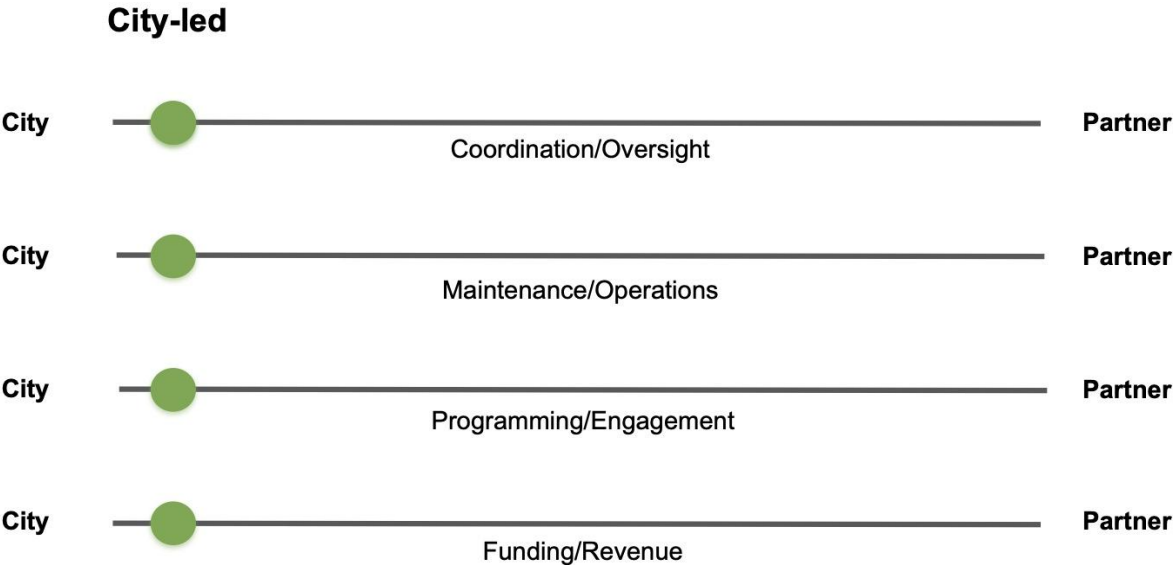 City-led
City Partner
Coordination/Oversight
City Partner
Maintenance/Operations
City Partner
Programming/Engagement
City Partner
Funding/Revenue